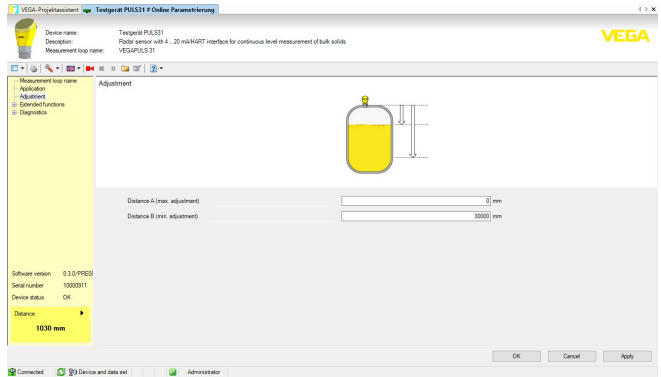 VEGA-Projektassistent
Testgerät PULS31 # Online Parametrierung
Device name: Testgerät PULS31
Description: Radar sensor with 4 .. 20 mA/HART interface for continuous level measurement of bulk solids
Measurement loop name: VEGAPULS 31
VEGA
Measurement loop name
Application
Adjustment
Extended functions
Diagnostics
Adjustment
Distance A (max. adjustment) 0 mm
Distance B (min. adjustment) 30000 mm
Software version 0.3.0/PRE0
Serial number 10000911
Device status OK
Distance
1030 mm
OK Cancel Apply
Connected Device and data set Administrator